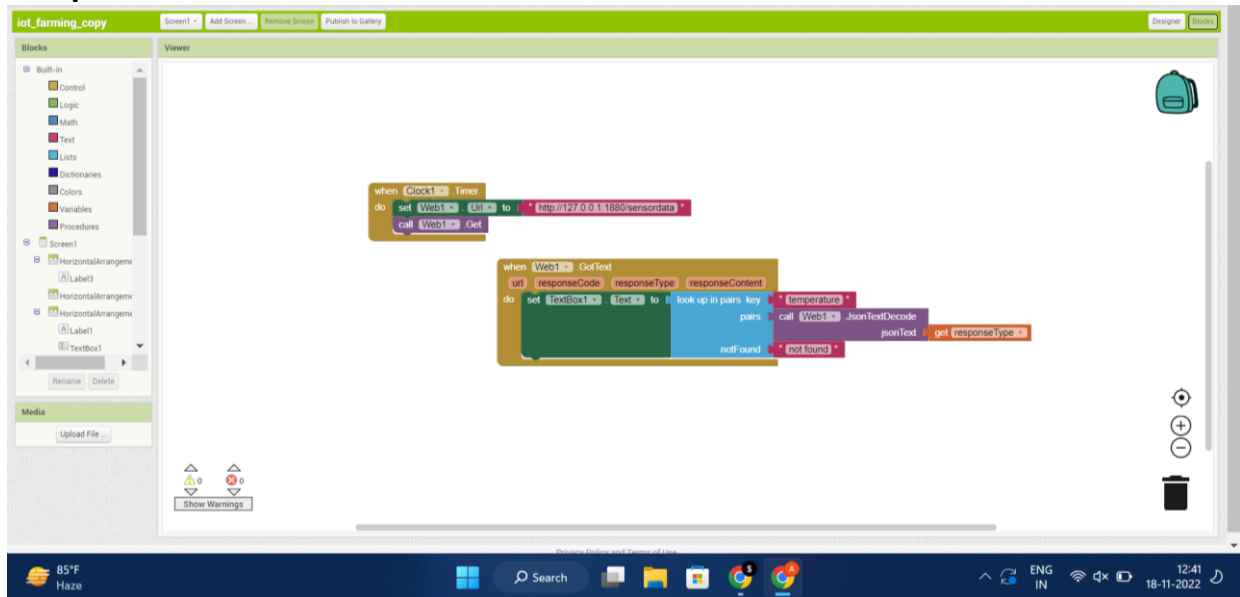 iot_farming_copy Screen1 Add Screen ... Remove Screen Publish to Gallery Designer Blocks
Blocks
Viewer
Built-in
Control
Logic
Math
Text
Lists
Dictionaries
Colors
Variables
Procedures
Screen1
HorizontalArrangeme
Label3
HorizontalArrangeme
HorizontalArrangeme
Label1
TextBox1
Rename Delete
Media
Upload File ...
when Clock1 .Timer
do set Web1 . Url to " http://127.0.0.1:1880/sensordata "
call Web1 .Get
when Web1 .GotText
url responseCode responseType responseContent
do set TextBox1 . Text to look up in pairs key " temperature "
pairs call Web1 .JsonTextDecode
jsonText get responseType
notFound " not found "
0 0
Show Warnings
Privacy Policy and Terms of Use
85°F
Haze
Search
ENG
IN
12:41
18-11-2022